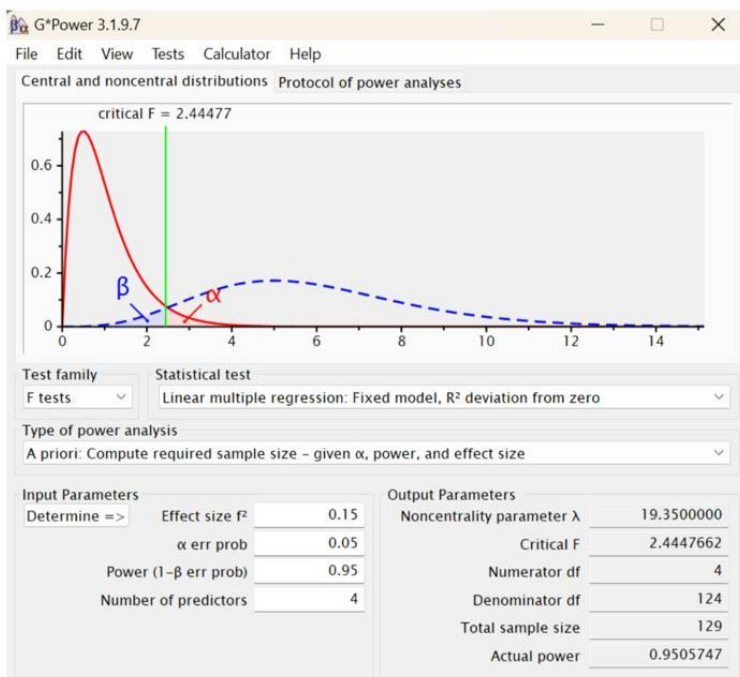 G*Power 3.1.9.7
File Edit View Tests Calculator Help
Central and noncentral distributions Protocol of power analyses
critical F = 2.44477
0.6
0.4
0.2
0
β
α
0 2 4 6 8 10 12 14
Test family Statistical test
F tests Linear multiple regression: Fixed model, R² deviation from zero
Type of power analysis
A priori: Compute required sample size – given α, power, and effect size
Input Parameters Output Parameters
Determine => Effect size f² 0.15 Noncentrality parameter λ 19.3500000
α err prob 0.05 Critical F 2.4447662
Power (1-β err prob) 0.95 Numerator df 4
Number of predictors 4 Denominator df 124
Total sample size 129
Actual power 0.9505747